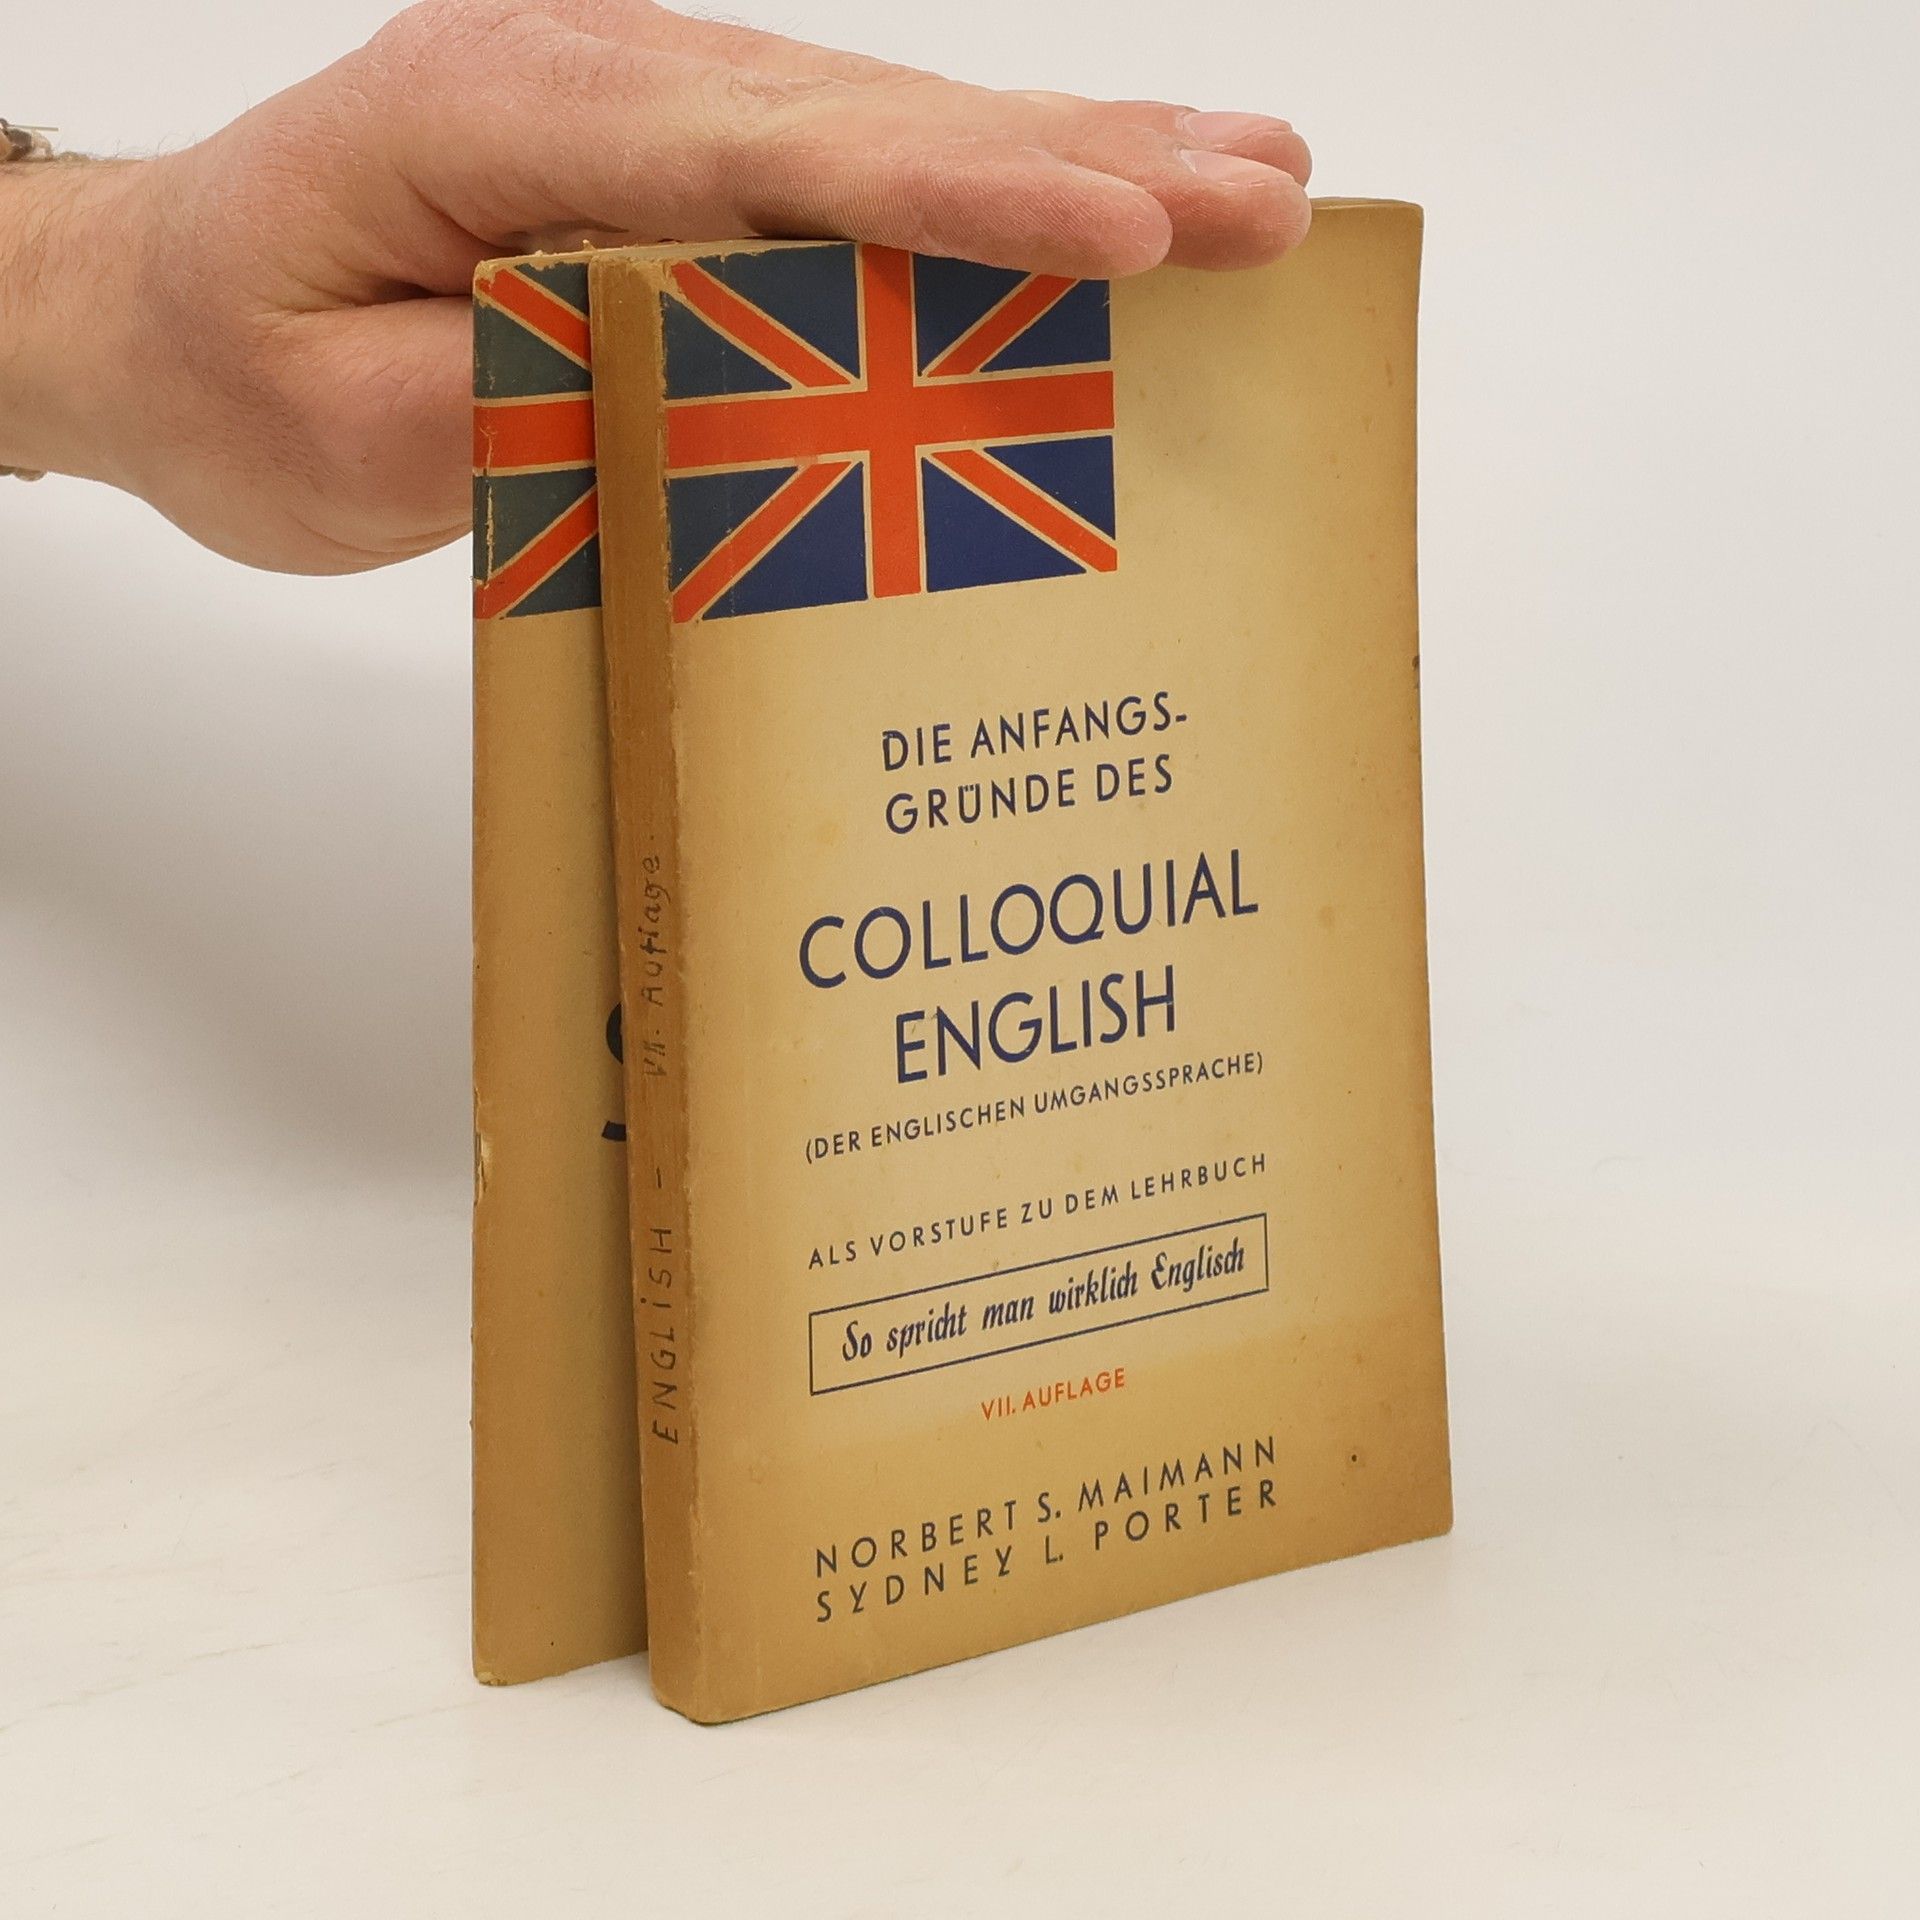 DIE ANFANGS-
GRÜNDE DES
COLLOQUIAL
ENGLISH
(DER ENGLISCHEN UMGANGSSPRACHE)
ALS VORSTUFE ZU DEM LEHRBUCH
So spricht man wirklich Englisch
VII. AUFLAGE
NORBERT S. MAIMANN
SYDNEY L. PORTER
ENGLiSH - VII. Auflage.